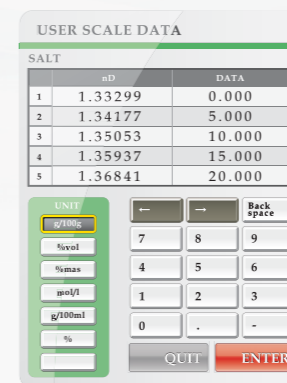 USER SCALE DATA
SALT
nD DATA
1 1.33299 0.000
2 1.34177 5.000
3 1.35053 10.000
4 1.35937 15.000
5 1.36841 20.000
UNIT
g/100g
%vol
%mas
mol/l
g/100ml
%
← → Back space
7 8 9
4 5 6
1 2 3
0 . -
QUIT ENTER